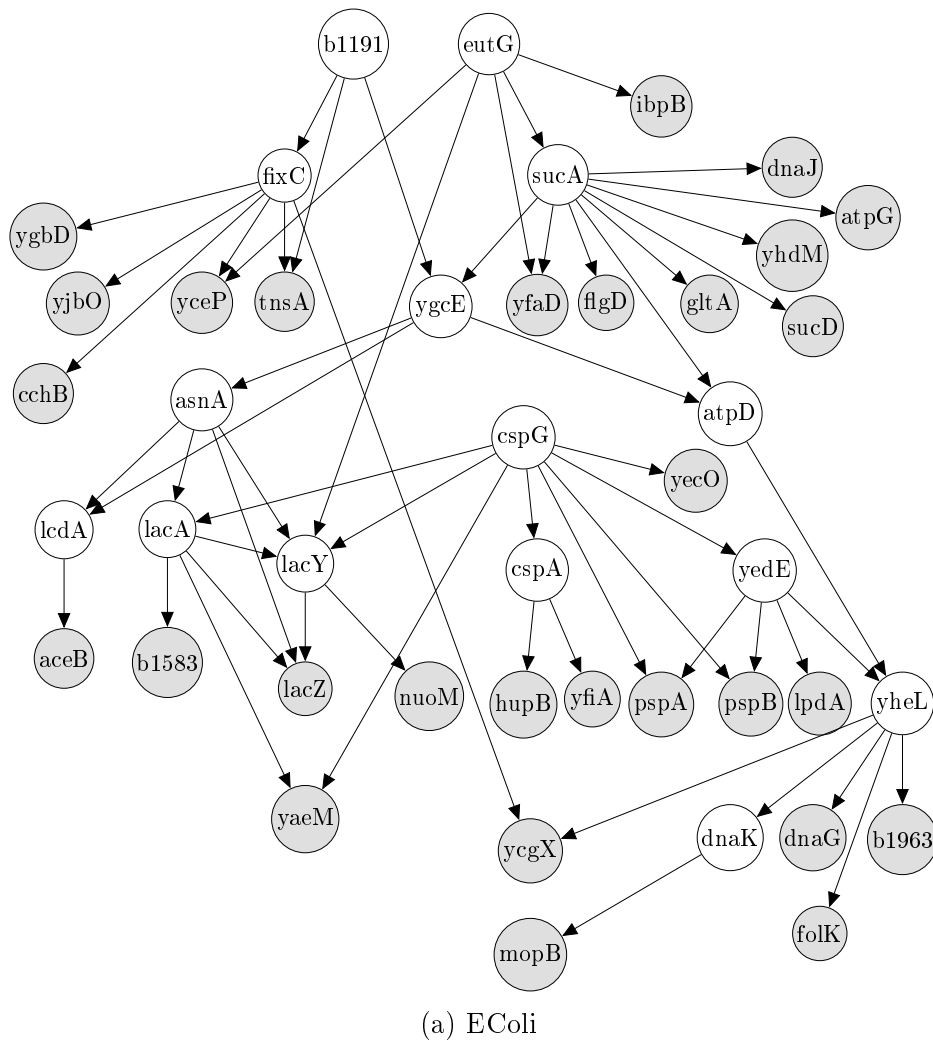 b1191
eutG
ibpB
fixC
sucA
dnaJ
atpG
ygbD
yhdM
yjbO
yceP
tnsA
ygcE
yfaD
flgD
gltA
sucD
cchB
asnA
atpD
cspG
yecO
lcdA
lacA
lacY
cspA
yedE
aceB
b1583
lacZ
nuoM
hupB
yfiA
pspA
pspB
lpdA
yheL
yaeM
ycgX
dnaK
dnaG
b1963
folK
mopB
(a) EColi